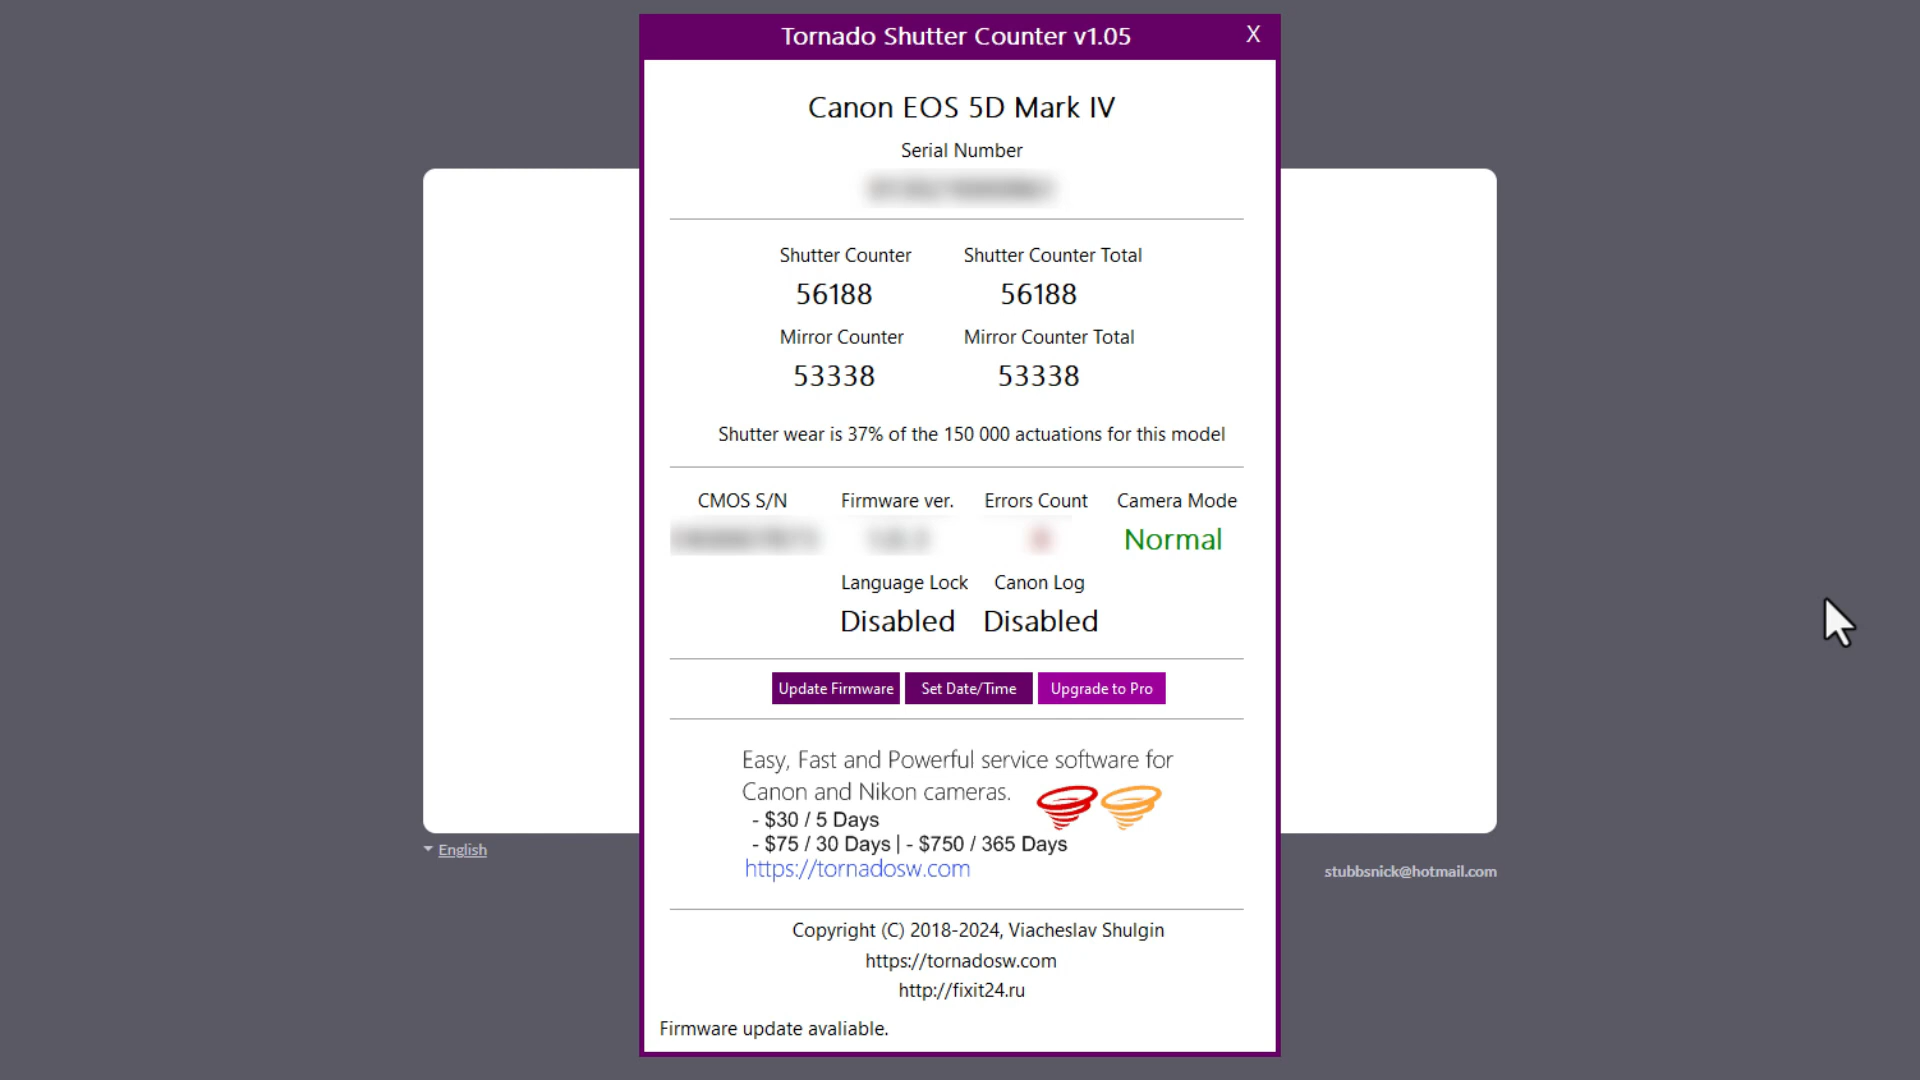 Tornado Shutter Counter v1.05 X
Canon EOS 5D Mark IV
Serial Number
Shutter Counter Shutter Counter Total
56188 56188
Mirror Counter Mirror Counter Total
53338 53338
Shutter wear is 37% of the 150 000 actuations for this model
CMOS S/N Firmware ver. Errors Count Camera Mode
Normal
Language Lock Canon Log
Disabled Disabled
Update Firmware Set Date/Time Upgrade to Pro
Easy, Fast and Powerful service software for
Canon and Nikon cameras.
- $30 / 5 Days
- $75 / 30 Days | - $750 / 365 Days
https://tornadosw.com
English
stubbsnick@hotmail.com
Copyright (C) 2018-2024, Viacheslav Shulgin
https://tornadosw.com
http://fixit24.ru
Firmware update avaliable.